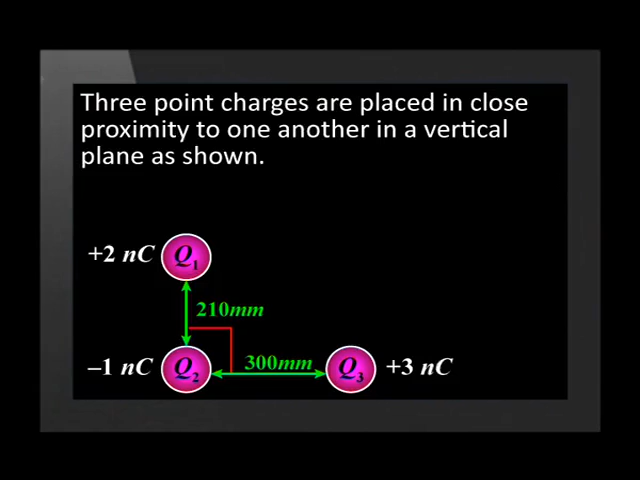 Three point charges are placed in close
proximity to one another in a vertical
plane as shown.
+2 nC Q1
210mm
–1 nC Q2 300mm Q3 +3 nC